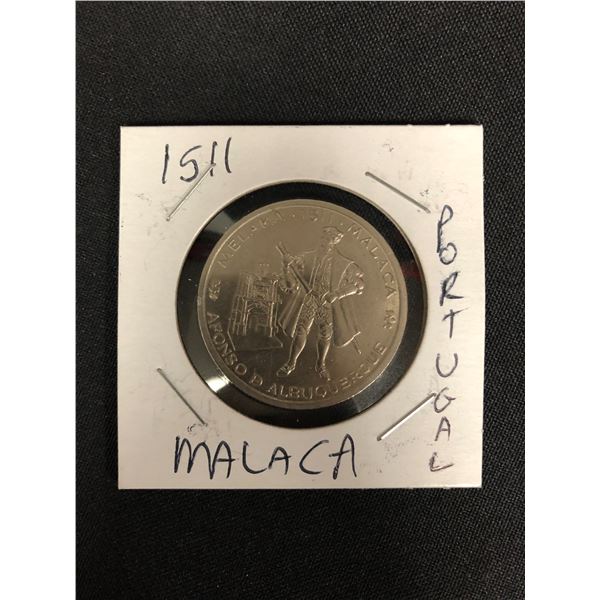 1511
PORTUGAL
MELAKA · 1511 · MALACA
AFONSO D ALBUQUERQUE
MALACA